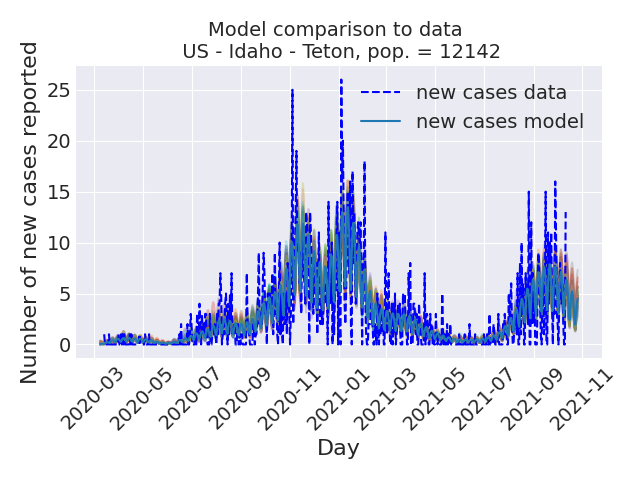 Model comparison to data
US - Idaho - Teton, pop. = 12142
Number of new cases reported
25
20
15
10
5
0
new cases data
new cases model
2020-03
2020-05
2020-07
2020-09
2020-11
2021-01
2021-03
2021-05
2021-07
2021-09
2021-11
Day